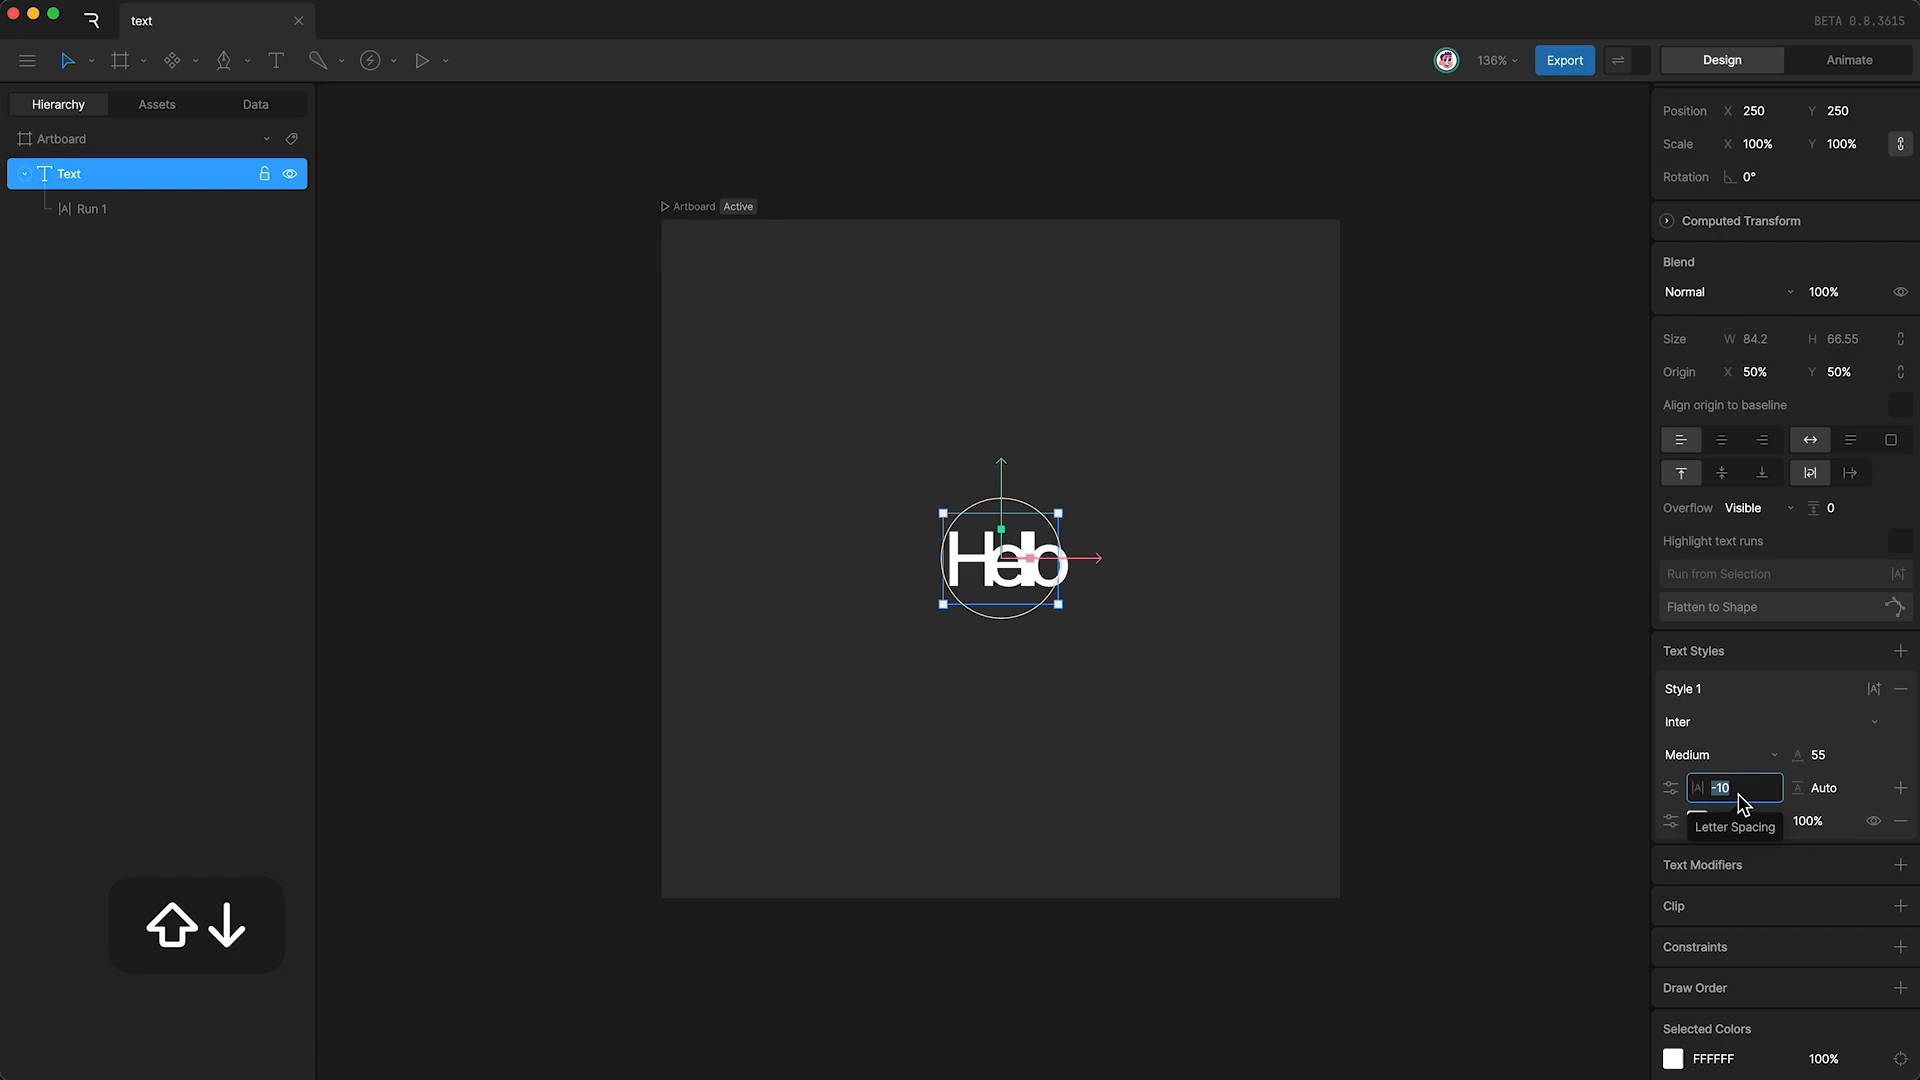 text
BETA 0.8.3615
136%
Export
Design
Animate
Hierarchy
Assets
Data
Artboard
Text
Run 1
Artboard Active
Hello
Position X 250 Y 250
Scale X 100% Y 100%
Rotation 0°
Computed Transform
Blend
Normal 100%
Size W 84.2 H 66.55
Origin X 50% Y 50%
Align origin to baseline
Overflow Visible 0
Highlight text runs
Run from Selection
Flatten to Shape
Text Styles
Style 1
Inter
Medium 55
-10 Auto
100%
Letter Spacing
Text Modifiers
Clip
Constraints
Draw Order
Selected Colors
FFFFFF 100%